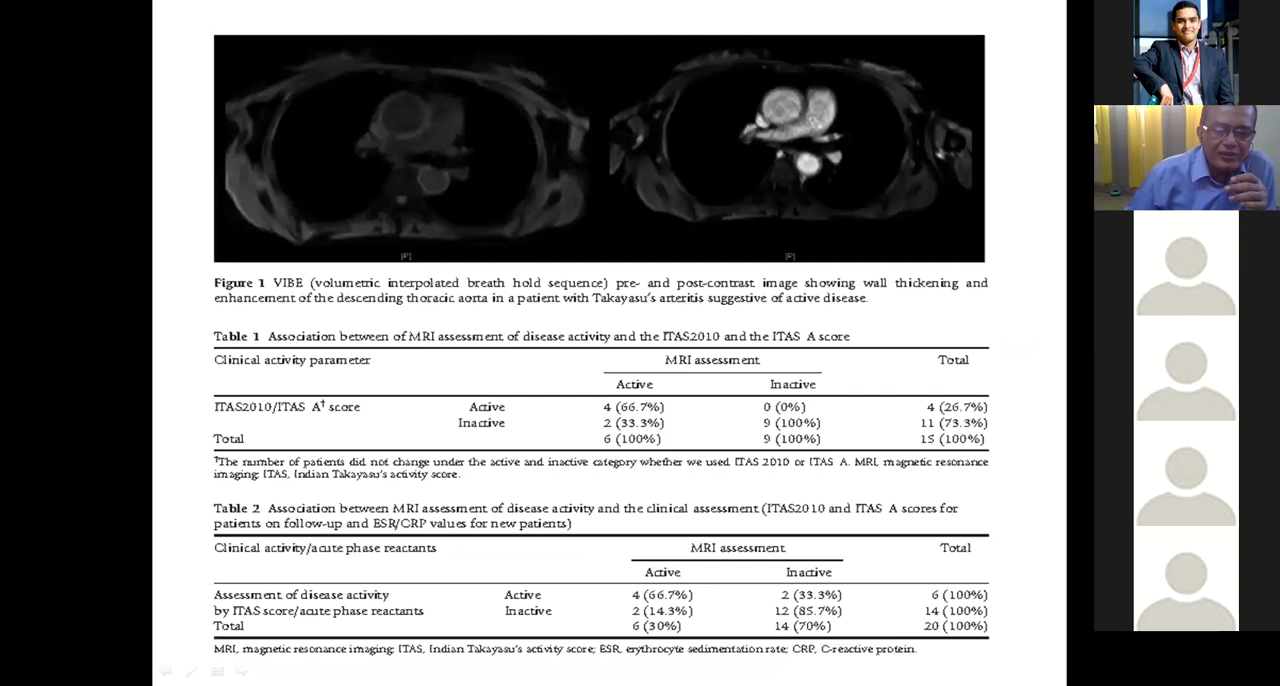 Figure 1 VIBE (volumetric interpolated breath hold sequence) pre- and post-contrast image showing wall thickening and
enhancement of the descending thoracic aorta in a patient with Takayasu's arteritis suggestive of active disease.
Table 1 Association between of MRI assessment of disease activity and the ITAS2010 and the ITAS A score
Clinical activity parameter MRI assessment Total
Active Inactive
ITAS2010/ITAS A† score Active 4 (66.7%) 0 (0%) 4 (26.7%)
Inactive 2 (33.3%) 9 (100%) 11 (73.3%)
Total 6 (100%) 9 (100%) 15 (100%)
†The number of patients did not change under the active and inactive category whether we used ITAS 2010 or ITAS A. MRI, magnetic resonance
imaging; ITAS, Indian Takayasu's activity score.
Table 2 Association between MRI assessment of disease activity and the clinical assessment (ITAS2010 and ITAS A scores for
patients on follow-up and ESR/CRP values for new patients)
Clinical activity/acute phase reactants MRI assessment Total
Active Inactive
Assessment of disease activity Active 4 (66.7%) 2 (33.3%) 6 (100%)
by ITAS score/acute phase reactants Inactive 2 (14.3%) 12 (85.7%) 14 (100%)
Total 6 (30%) 14 (70%) 20 (100%)
MRI, magnetic resonance imaging; ITAS, Indian Takayasu's activity score; ESR, erythrocyte sedimentation rate; CRP, C-reactive protein.